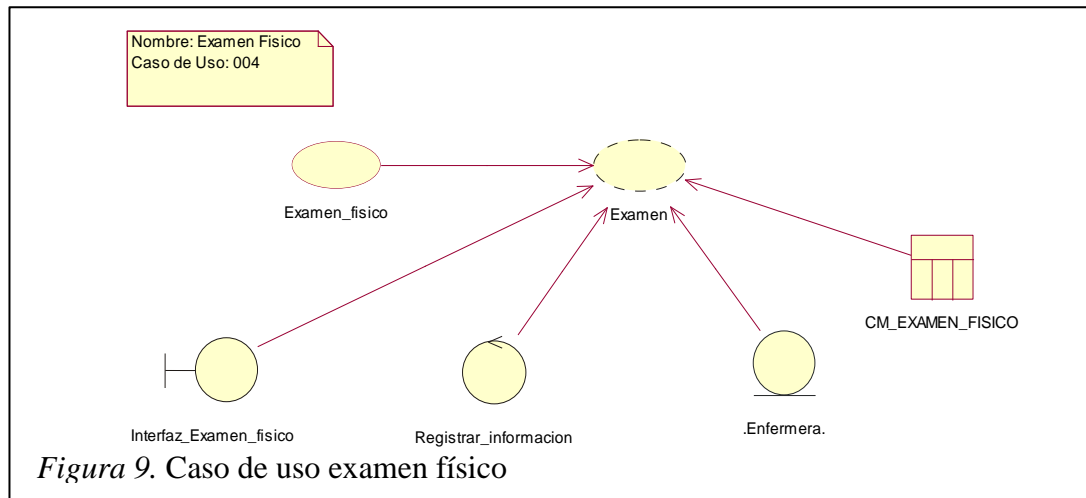 Nombre: Examen Fisico
Caso de Uso: 004
Examen_fisico
Examen
CM_EXAMEN_FISICO
Interfaz_Examen_fisico
Registrar_informacion
.Enfermera.
Figura 9. Caso de uso examen físico